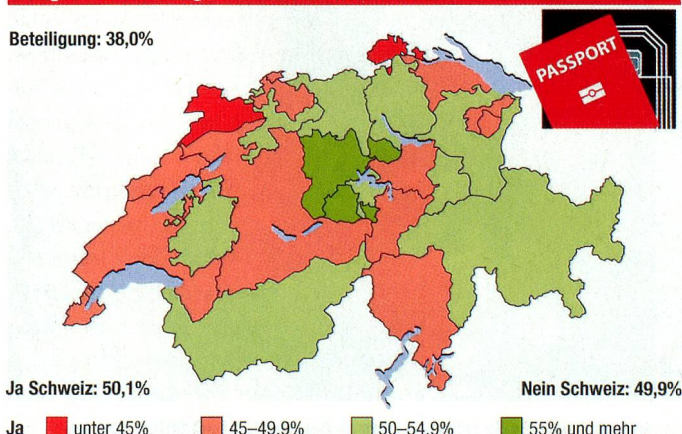 Beteiligung: 38,0%
PASSPORT
Ja Schweiz: 50,1%
Nein Schweiz: 49,9%
Ja unter 45% 45–49,9% 50–54,9% 55% und mehr